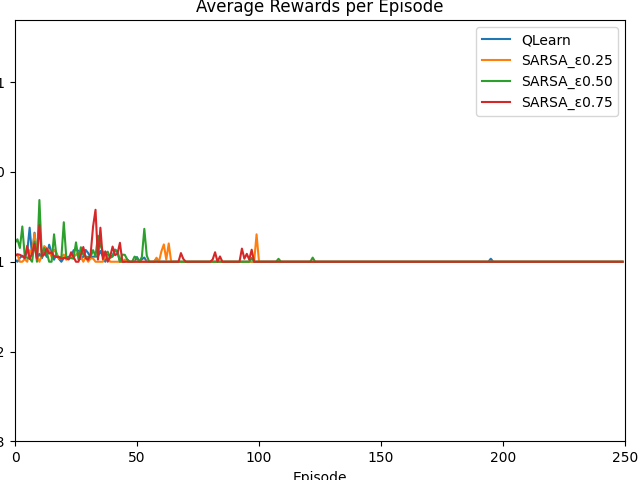 Average Rewards per Episode
QLearn
SARSA_ε0.25
SARSA_ε0.50
SARSA_ε0.75
1
0
1
2
3
0 50 100 150 200 250
Episode